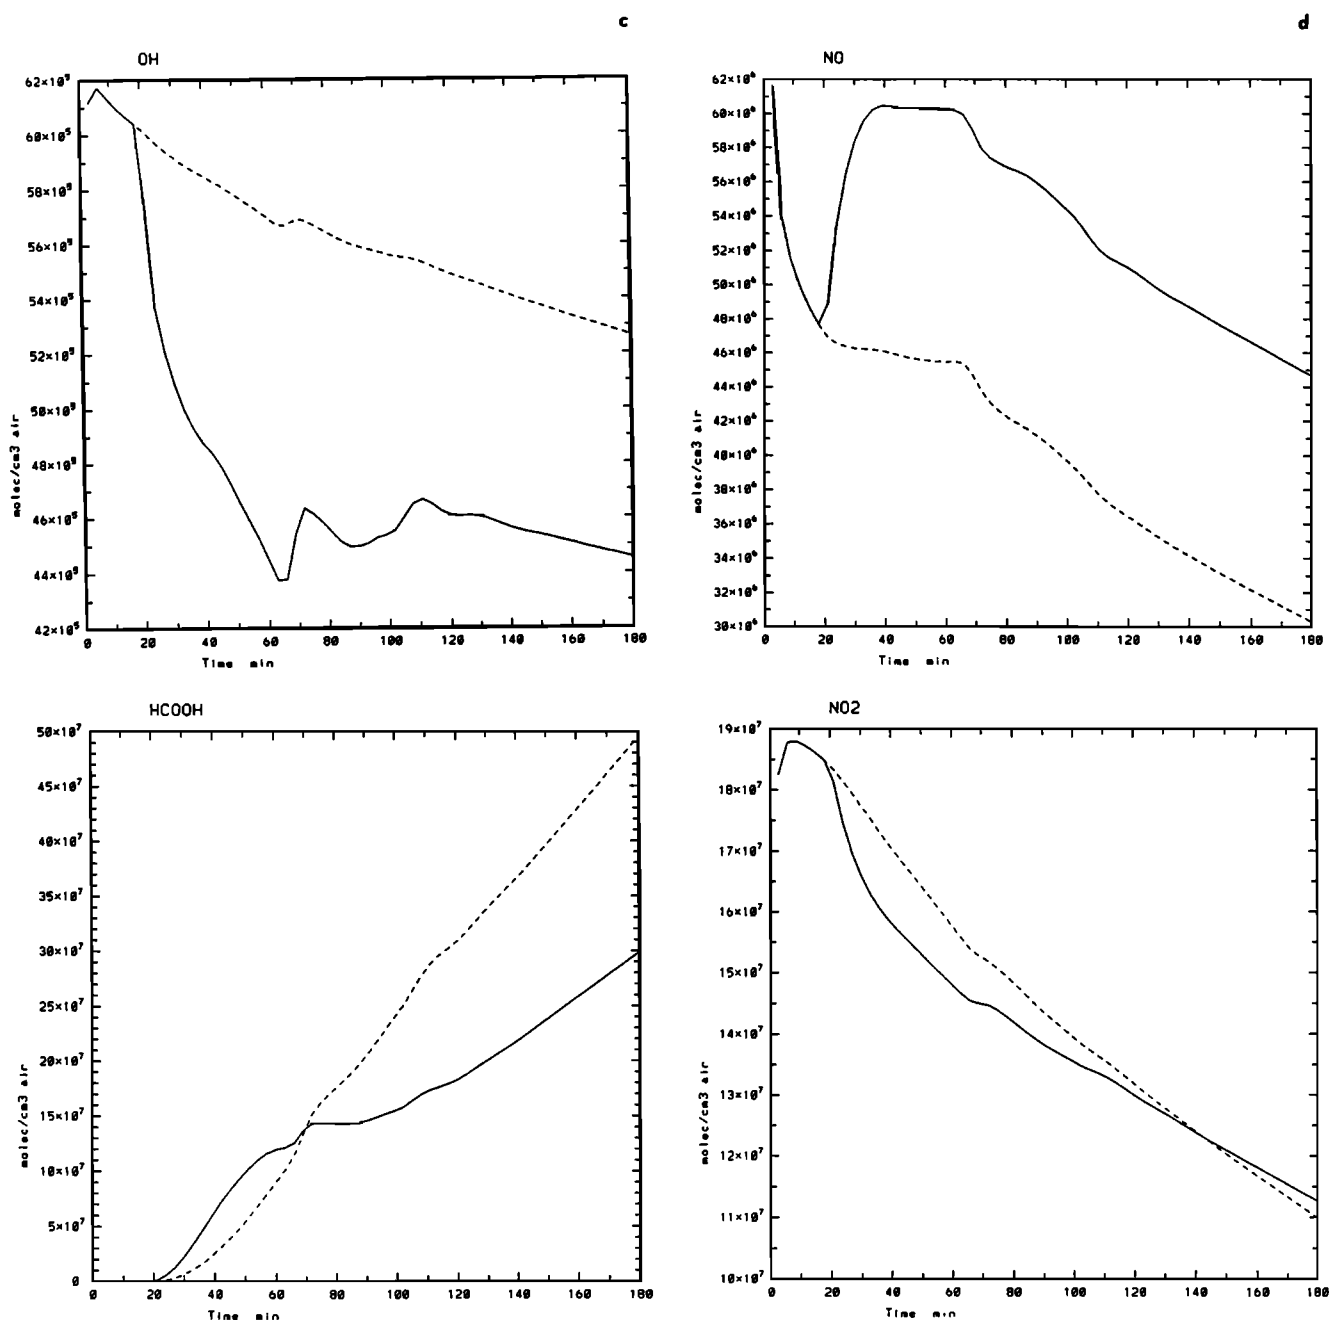 c
OH
62×10⁵
60×10⁵
58×10⁵
56×10⁵
54×10⁵
52×10⁵
50×10⁵
48×10⁵
46×10⁵
44×10⁵
42×10⁵
molec/cm3 air
0 20 40 60 80 100 120 140 160 180
Time min
d
NO
62×10⁶
60×10⁶
58×10⁶
56×10⁶
54×10⁶
52×10⁶
50×10⁶
48×10⁶
46×10⁶
44×10⁶
42×10⁶
40×10⁶
38×10⁶
36×10⁶
34×10⁶
32×10⁶
30×10⁶
molec/cm3 air
0 20 40 60 80 100 120 140 160 180
Time min
HCOOH
50×10⁷
45×10⁷
40×10⁷
35×10⁷
30×10⁷
25×10⁷
20×10⁷
15×10⁷
10×10⁷
5×10⁷
0
molec/cm3 air
0 20 40 60 80 100 120 140 160 180
Time min
NO2
19×10⁷
18×10⁷
17×10⁷
16×10⁷
15×10⁷
14×10⁷
13×10⁷
12×10⁷
11×10⁷
10×10⁷
molec/cm3 air
0 20 40 60 80 100 120 140 160 180
Time min